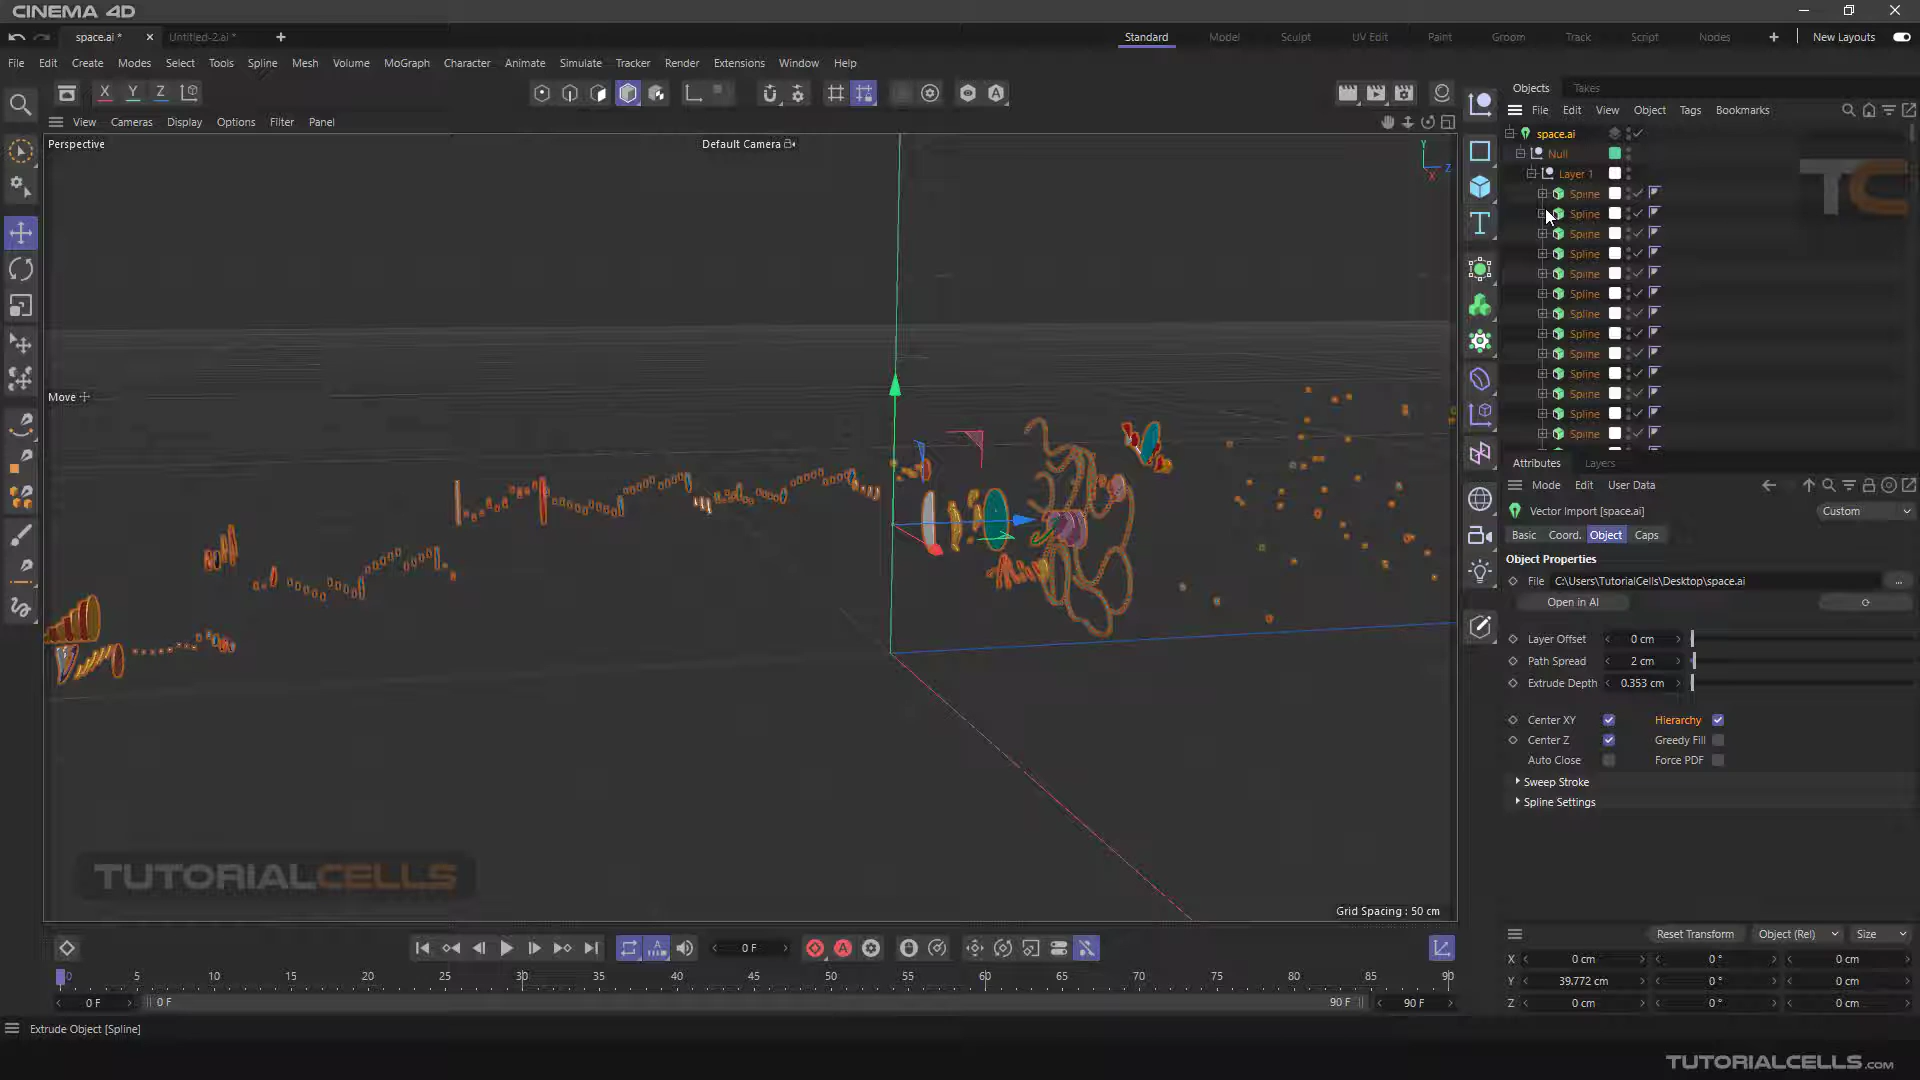 CINEMA 4D
space.ai *
Untitled-2.ai *
Standard
Model
Sculpt
UV Edit
Paint
Groom
Track
Script
Nodes
New Layouts
File Edit Create Modes Select Tools Spline Mesh Volume MoGraph Character Animate Simulate Tracker Render Extensions Window Help
X Y Z
Objects
Takes
File Edit View Object Tags Bookmarks
View Cameras Display Options Filter Panel
Perspective
Default Camera
Y
Z
X
Move
space.ai
Null
Layer 1
Spline
Spline
Spline
Spline
Spline
Spline
Spline
Spline
Spline
Spline
Spline
Spline
Spline
TC
Attributes
Layers
Mode Edit User Data
Vector Import [space.ai]
Custom
Basic
Coord.
Object
Caps
Object Properties
File C:\Users\TutorialCells\Desktop\space.ai
...
Open in AI
Layer Offset 0 cm
Path Spread 2 cm
Extrude Depth 0.353 cm
Center XY
Hierarchy
Center Z
Greedy Fill
Auto Close
Force PDF
Sweep Stroke
Spline Settings
TUTORIALCELLS
Grid Spacing : 50 cm
Reset Transform
Object (Rel)
Size
X 0 cm 0 ° 0 cm
Y 39.772 cm 0 ° 0 cm
Z 0 cm 0 ° 0 cm
0 F
0 5 10 15 20 25 30 35 40 45 50 55 60 65 70 75 80 85 90
0 F
0 F
90 F
90 F
Extrude Object [Spline]
TUTORIALCELLS.COM